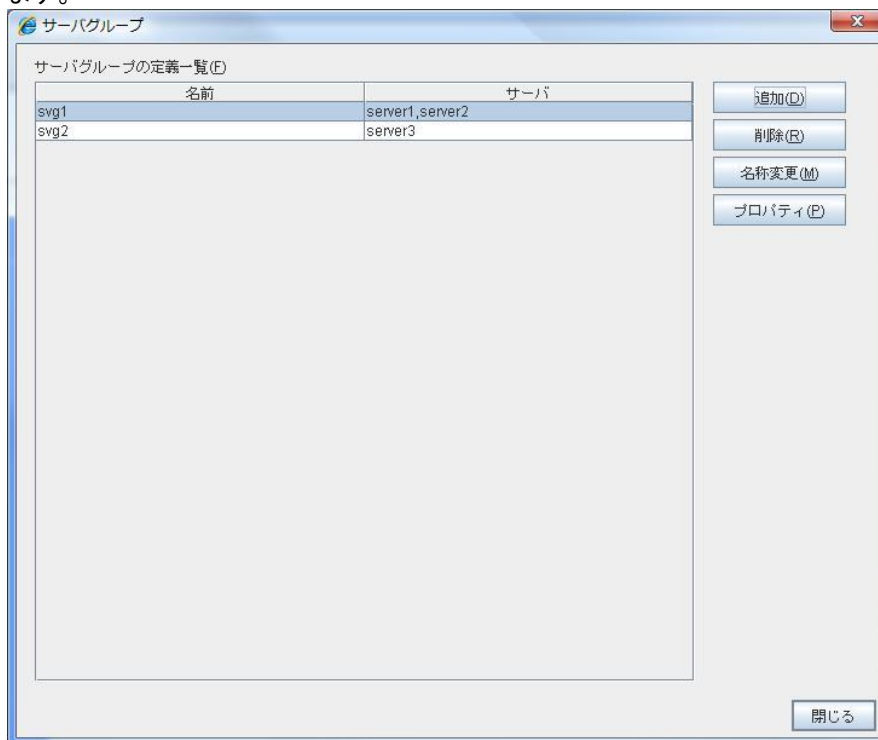 ます。
サーバグループ
サーバグループの定義一覧(F)
名前 サーバ
svg1 server1,server2
svg2 server3
追加(D)
削除(R)
名称変更(M)
プロパティ(P)
閉じる